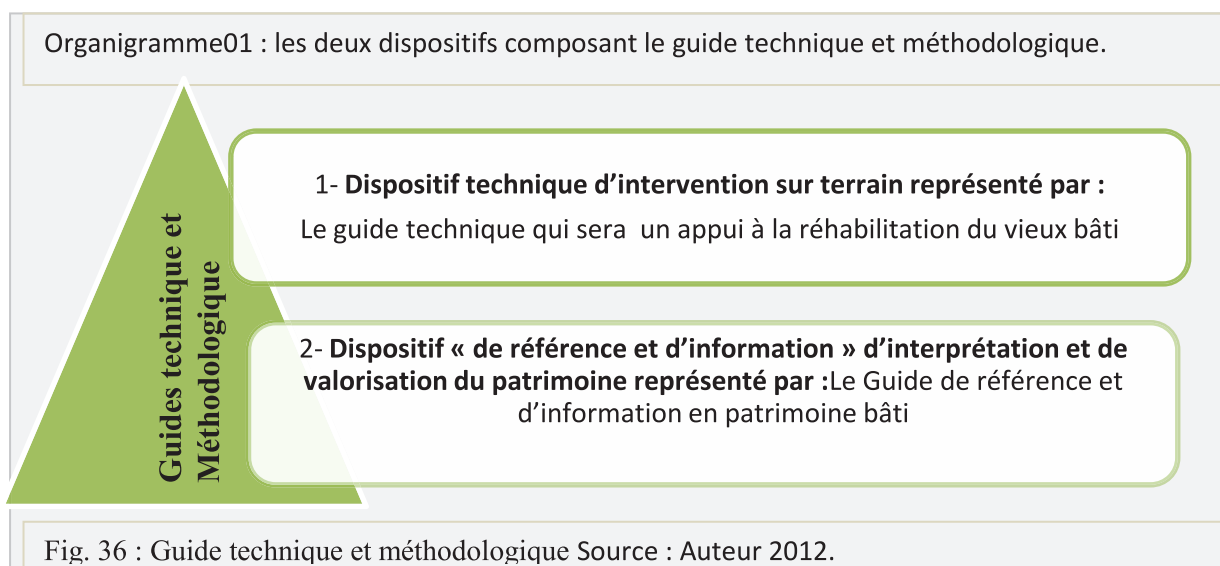 Organigramme01 : les deux dispositifs composant le guide technique et méthodologique.
Guides technique et
Méthodologique
1- Dispositif technique d’intervention sur terrain représenté par :
Le guide technique qui sera  un appui à la réhabilitation du vieux bâti
2- Dispositif « de référence et d’information » d’interprétation et de
valorisation du patrimoine représenté par :Le Guide de référence et
d’information en patrimoine bâti
Fig. 36 : Guide technique et méthodologique Source : Auteur 2012.